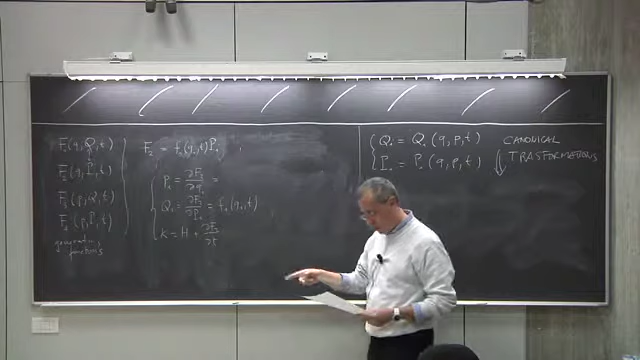 F₁(q,Q,t)
F₂(q,P,t)
F₃(p,Q,t)
F₄(p,P,t)
generating functions
F₂ = fᵢ(q,t)Pᵢ
pᵢ = ∂F₂/∂qᵢ =
Qᵢ = ∂F₂/∂Pᵢ = fᵢ(q,t)
K = H + ∂F₂/∂t
Qᵢ = Qᵢ(q,p,t) CANONICAL
Pᵢ = Pᵢ(q,p,t) TRASFORMATIONS